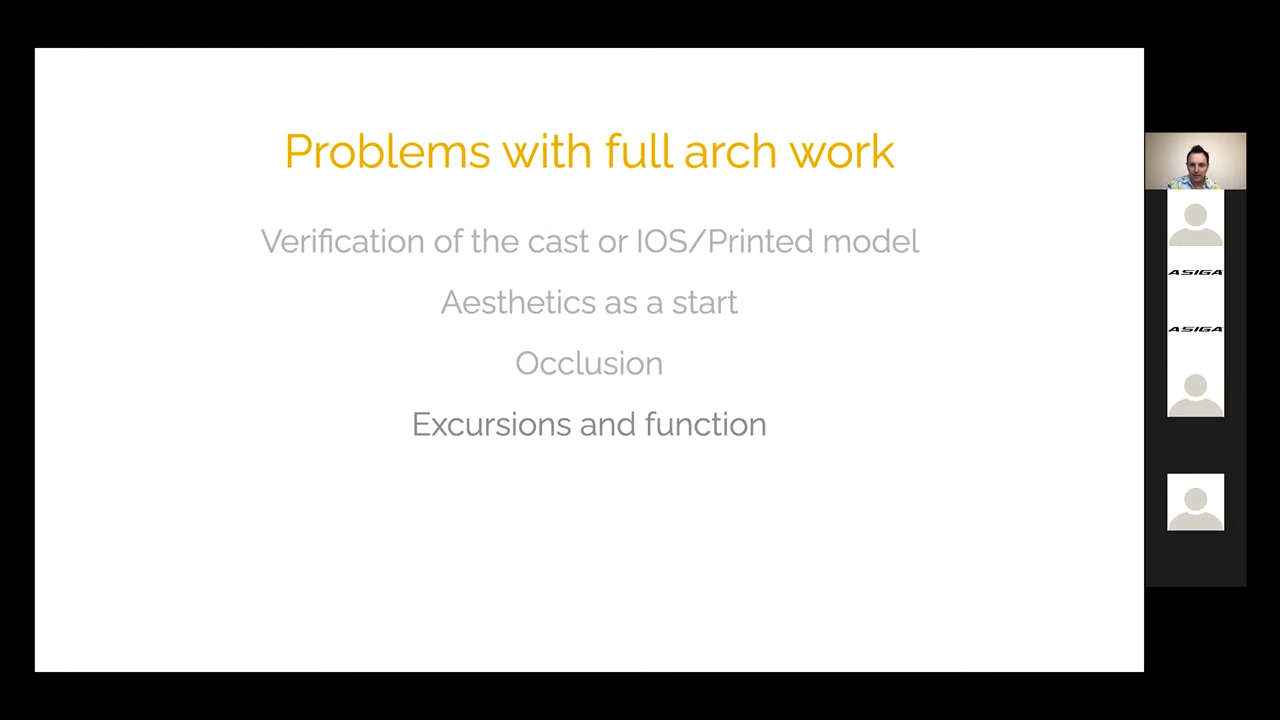 Problems with full arch work
Verification of the cast or IOS/Printed model
Aesthetics as a start
Occlusion
Excursions and function
ASIGA
ASIGA